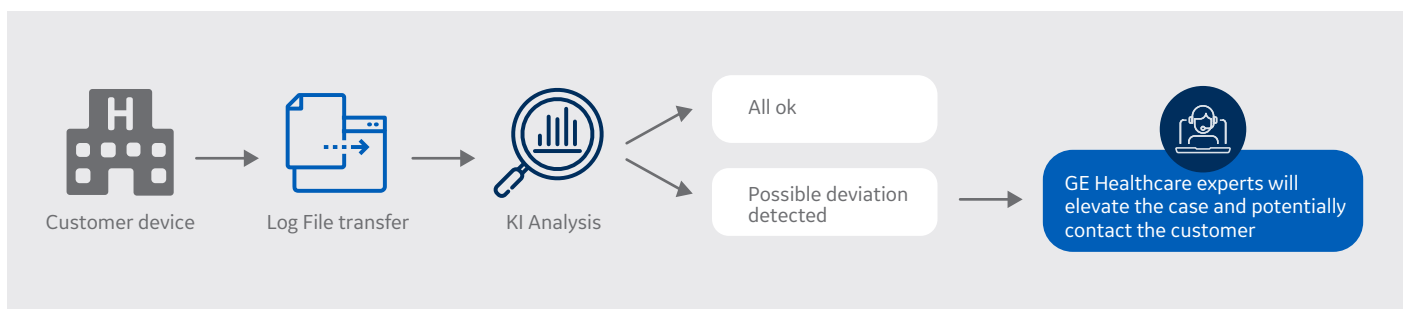 H
Customer device
Log File transfer
KI Analysis
All ok
Possible deviation
detected
GE Healthcare experts will
elevate the case and potentially
contact the customer